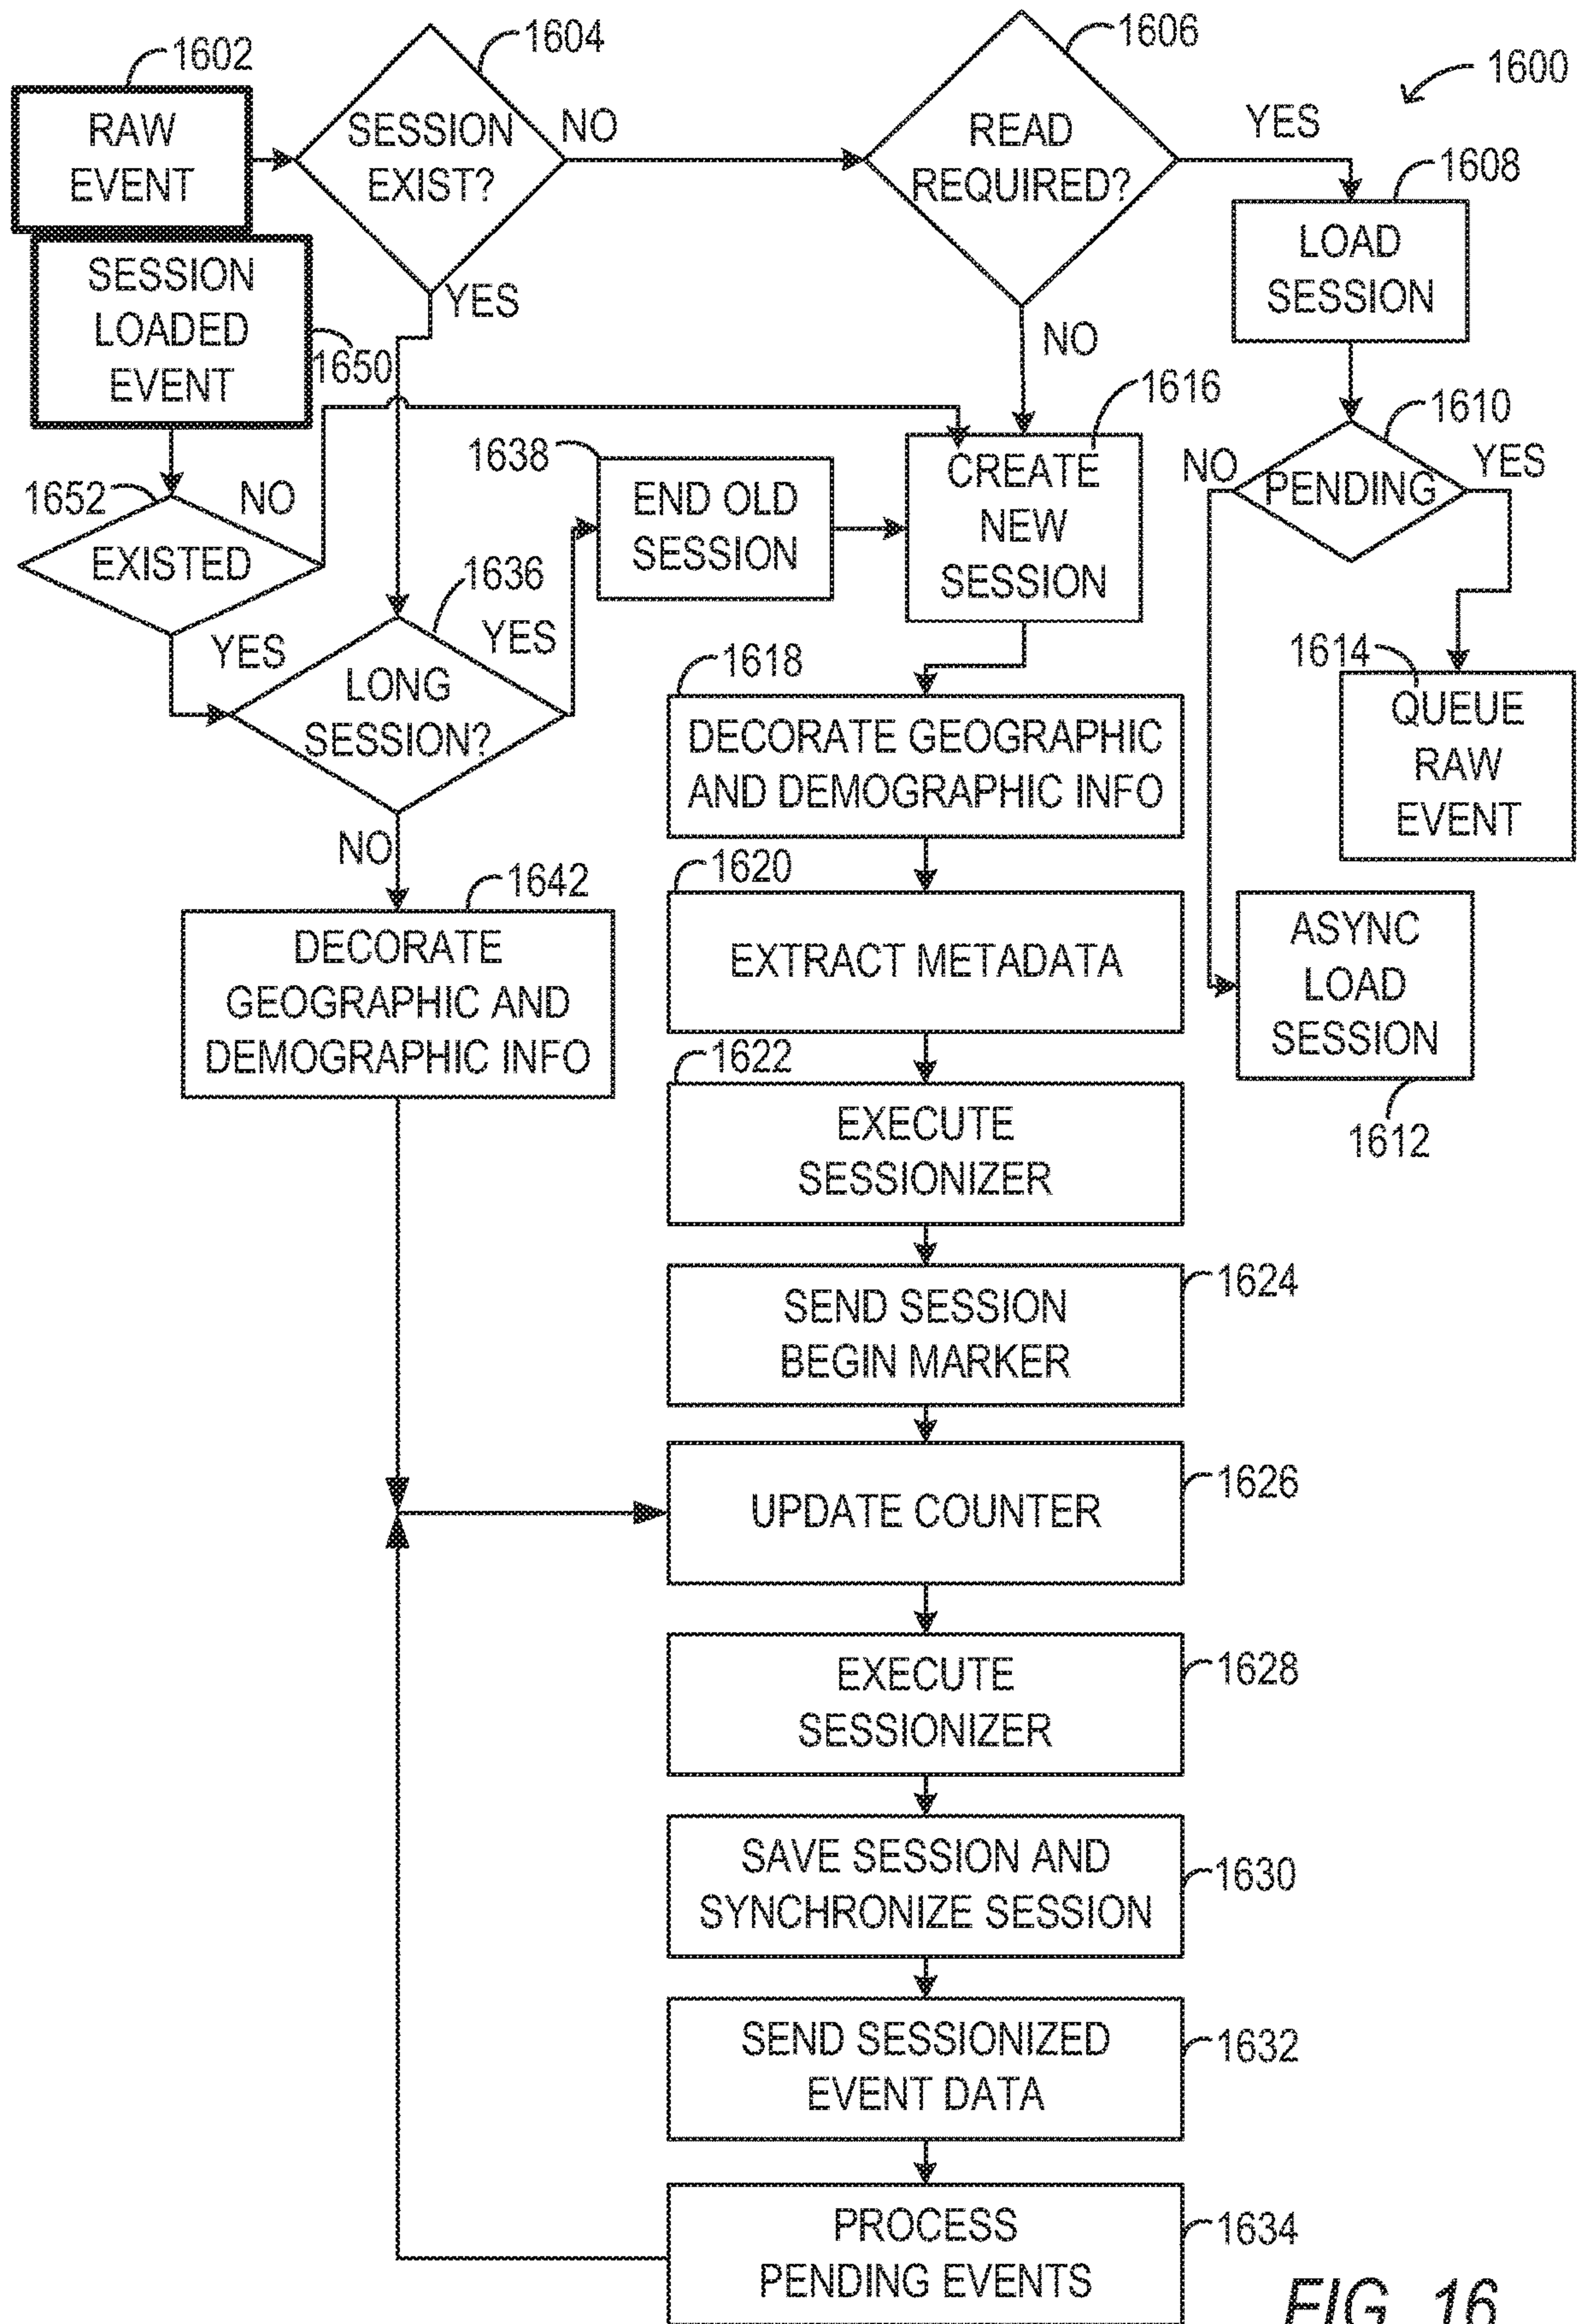 1602
1604
1606
1600
RAW
EVENT
SESSION
EXIST?
NO
READ
REQUIRED?
YES
1608
SESSION
LOADED
EVENT
1650
YES
LOAD
SESSION
NO
1616
1610
1638
CREATE
NEW
SESSION
NO
PENDING
YES
1652
NO
END OLD
SESSION
EXISTED
1636
YES
YES
LONG
SESSION?
1618
1614
DECORATE GEOGRAPHIC
AND DEMOGRAPHIC INFO
QUEUE
RAW
EVENT
NO
1620
1642
DECORATE
GEOGRAPHIC AND
DEMOGRAPHIC INFO
EXTRACT METADATA
ASYNC
LOAD
SESSION
1622
1612
EXECUTE
SESSIONIZER
1624
SEND SESSION
BEGIN MARKER
1626
UPDATE COUNTER
1628
EXECUTE
SESSIONIZER
SAVE SESSION AND
SYNCHRONIZE SESSION
1630
SEND SESSIONIZED
EVENT DATA
1632
PROCESS
PENDING EVENTS
1634
FIG. 16